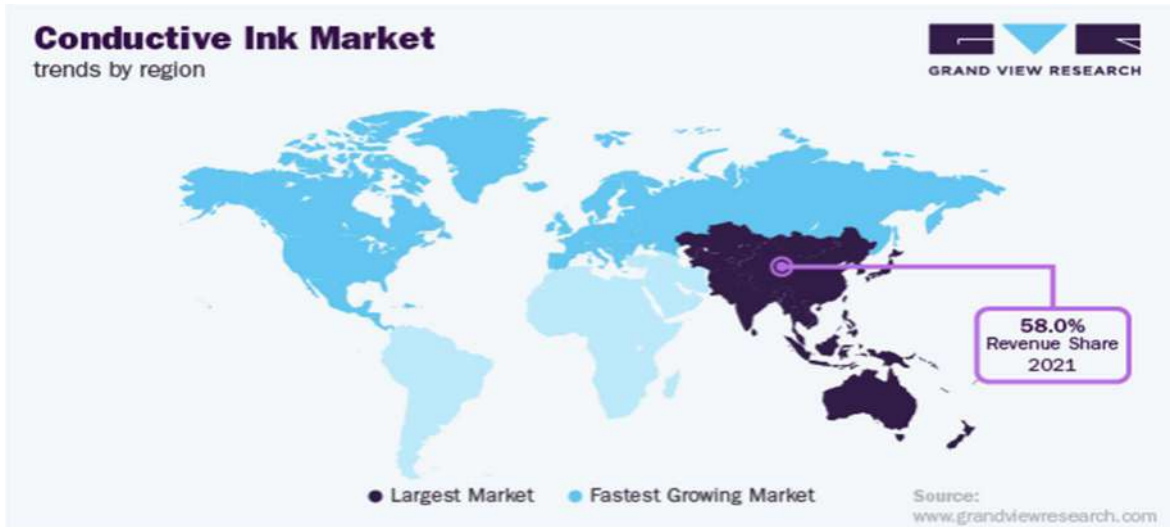 Conductive Ink Market
trends by region
GRAND VIEW RESEARCH
58.0%
Revenue Share
2021
Largest Market
Fastest Growing Market
Source:
www.grandviewresearch.com